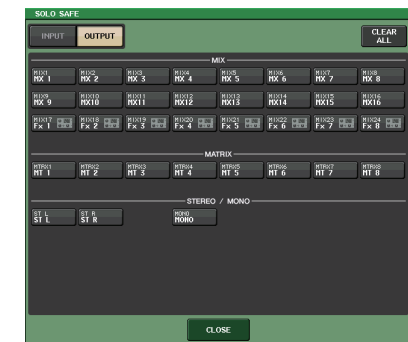 SOLO SAFE
INPUT OUTPUT CLEAR ALL
MIX
MIX1 MIX2 MIX3 MIX4 MIX5 MIX6 MIX7 MIX8
MX 1 MX 2 MX 3 MX 4 MX 5 MX 6 MX 7 MX 8
MIX9 MIX10 MIX11 MIX12 MIX13 MIX14 MIX15 MIX16
MX 9 MX10 MX11 MX12 MX13 MX14 MX15 MX16
MIX17 MIX18 MIX19 MIX20 MIX21 MIX22 MIX23 MIX24
Fx 1 Fx 2 Fx 3 Fx 4 Fx 5 Fx 6 Fx 7 Fx 8
MATRIX
MTRX1 MTRX2 MTRX3 MTRX4 MTRX5 MTRX6 MTRX7 MTRX8
MT 1 MT 2 MT 3 MT 4 MT 5 MT 6 MT 7 MT 8
STEREO / MONO
ST L ST R MONO
ST L ST R MONO
CLOSE